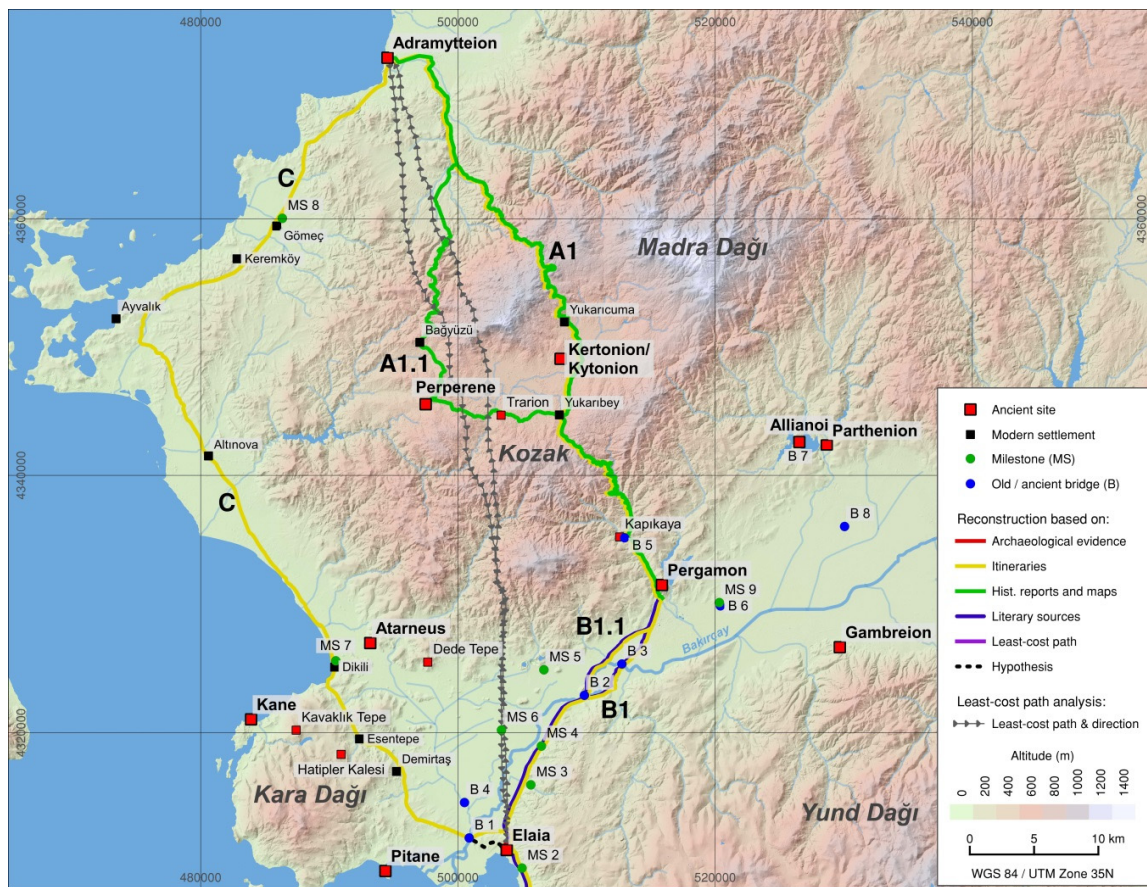 480000
500000
520000
540000
Adramytteion
C
MS 8
4360000
4360000
Gömeç
A1
Madra Dağı
Keremköy
Ayvalık
Yukarıcuma
Bağyüzü
A1.1
Kertonion/
Kytonion
Perperene
Trarion
Yukarıbey
Allianoi
Parthenion
B 7
Altınova
Kozak
4340000
C
Kapıkaya
B 5
B 8
Pergamon
MS 9
B 6
B1.1
Bakırçay
Atarneus
Gambreion
MS 7
Dede Tepe
MS 5
B 3
Dikili
B 2
Kane
B1
Kavaklık Tepe
MS 6
4320000
Esentepe
MS 4
Hatipler Kalesi
Demirtaş
MS 3
Kara Dağı
B 4
Yund Dağı
B 1
Elaia
Pitane
MS 2
480000
500000
520000
Ancient site
Modern settlement
Milestone (MS)
Old / ancient bridge (B)
Reconstruction based on:
Archaeological evidence
Itineraries
Hist. reports and maps
Literary sources
Least-cost path
Hypothesis
Least-cost path analysis:
Least-cost path & direction
Altitude (m)
0
200
400
600
800
1000
1200
1400
0 5 10 km
WGS 84 / UTM Zone 35N